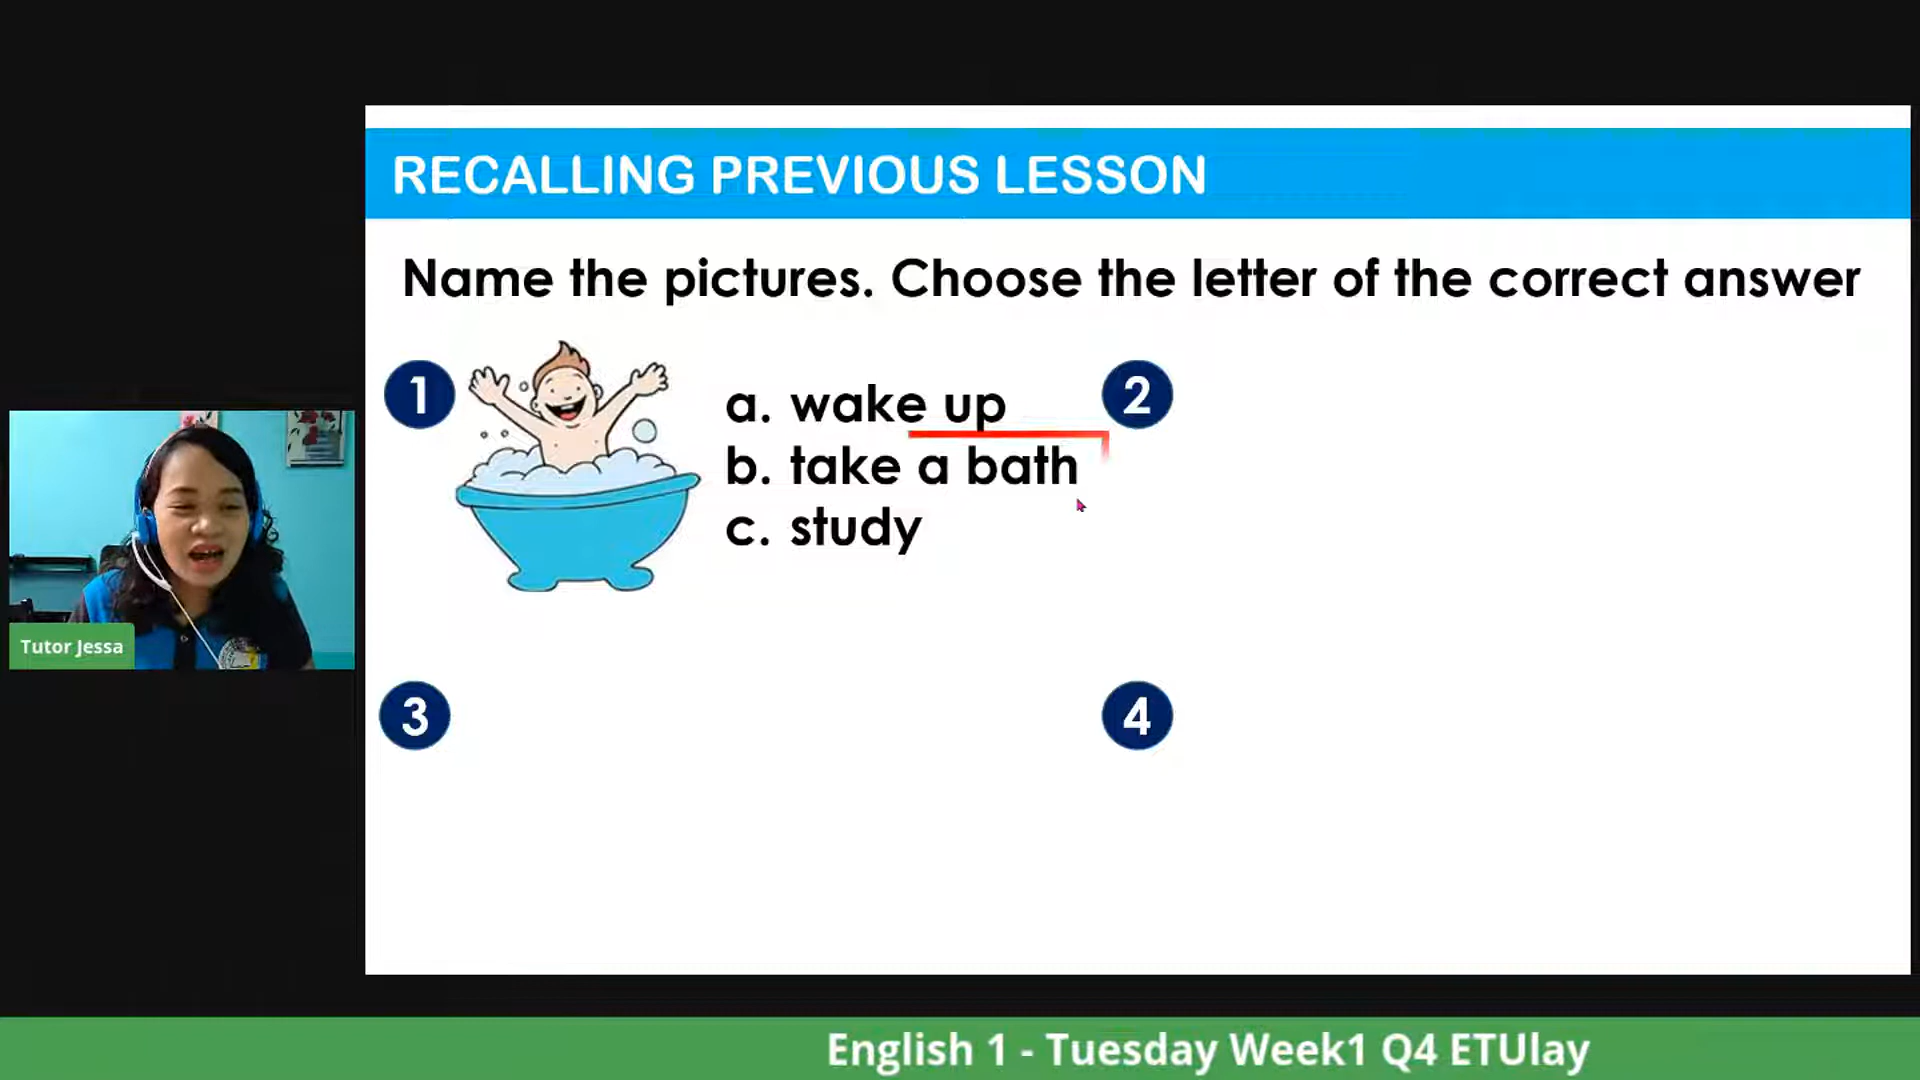 RECALLING PREVIOUS LESSON
Name the pictures. Choose the letter of the correct answer
1
a. wake up
b. take a bath
c. study
2
3
4
Tutor Jessa
English 1 - Tuesday Week1 Q4 ETUlay